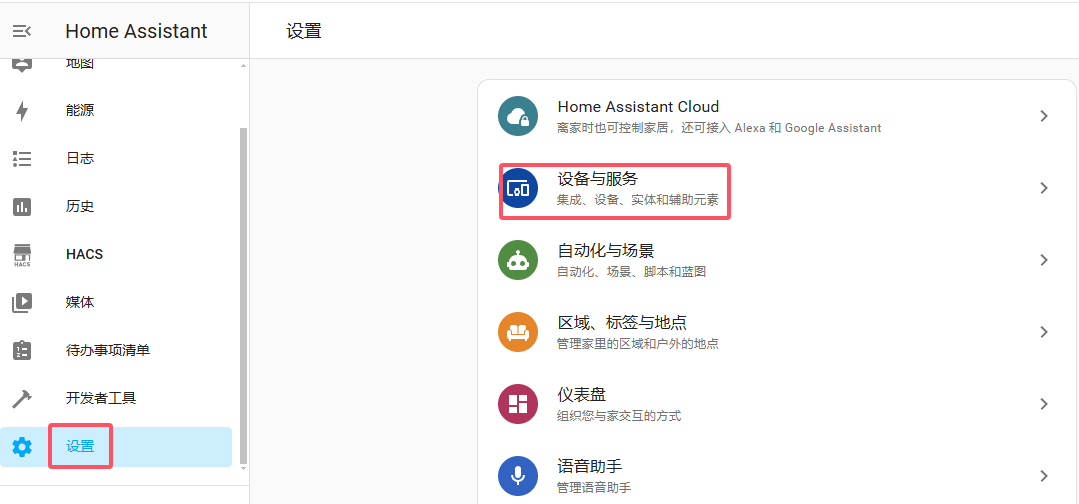 Home Assistant
设置
地图
能源
日志
历史
HACS
HACS
媒体
待办事项清单
开发者工具
设置
Home Assistant Cloud
离家时也可控制家居，还可接入 Alexa 和 Google Assistant
设备与服务
集成、设备、实体和辅助元素
自动化与场景
自动化、场景、脚本和蓝图
区域、标签与地点
管理家里的区域和户外的地点
仪表盘
组织您与家交互的方式
语音助手
管理语音助手